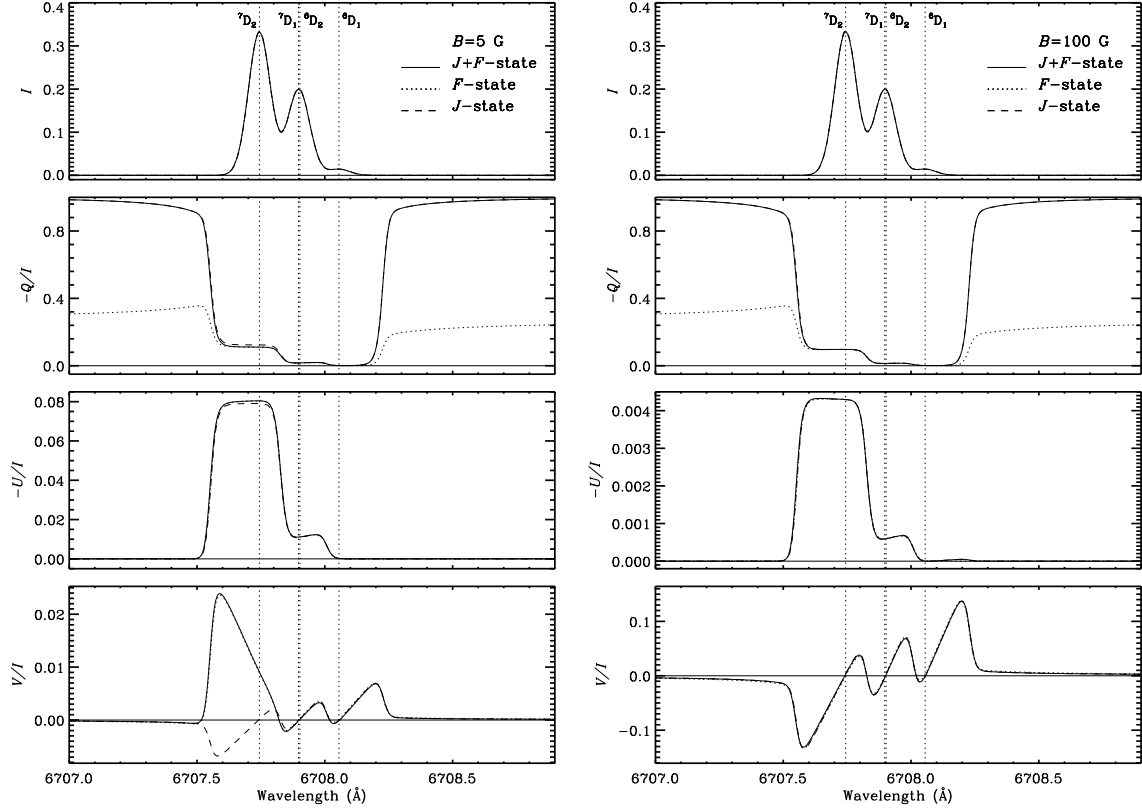 0.4
0.3
0.2
0.1
0.0
I
⁷D₂
⁷D₁
⁶D₂
⁶D₁
B=5 G
J+F-state
F-state
J-state
0.8
0.4
0.0
-Q/I
0.08
0.06
0.04
0.02
0.00
-U/I
0.02
0.01
0.00
V/I
6707.0
6707.5
6708.0
6708.5
Wavelength (Å)
0.4
0.3
0.2
0.1
0.0
I
⁷D₂
⁷D₁
⁶D₂
⁶D₁
B=100 G
J+F-state
F-state
J-state
0.8
0.4
0.0
-Q/I
0.004
0.003
0.002
0.001
0.000
-U/I
0.1
0.0
-0.1
V/I
6707.0
6707.5
6708.0
6708.5
Wavelength (Å)